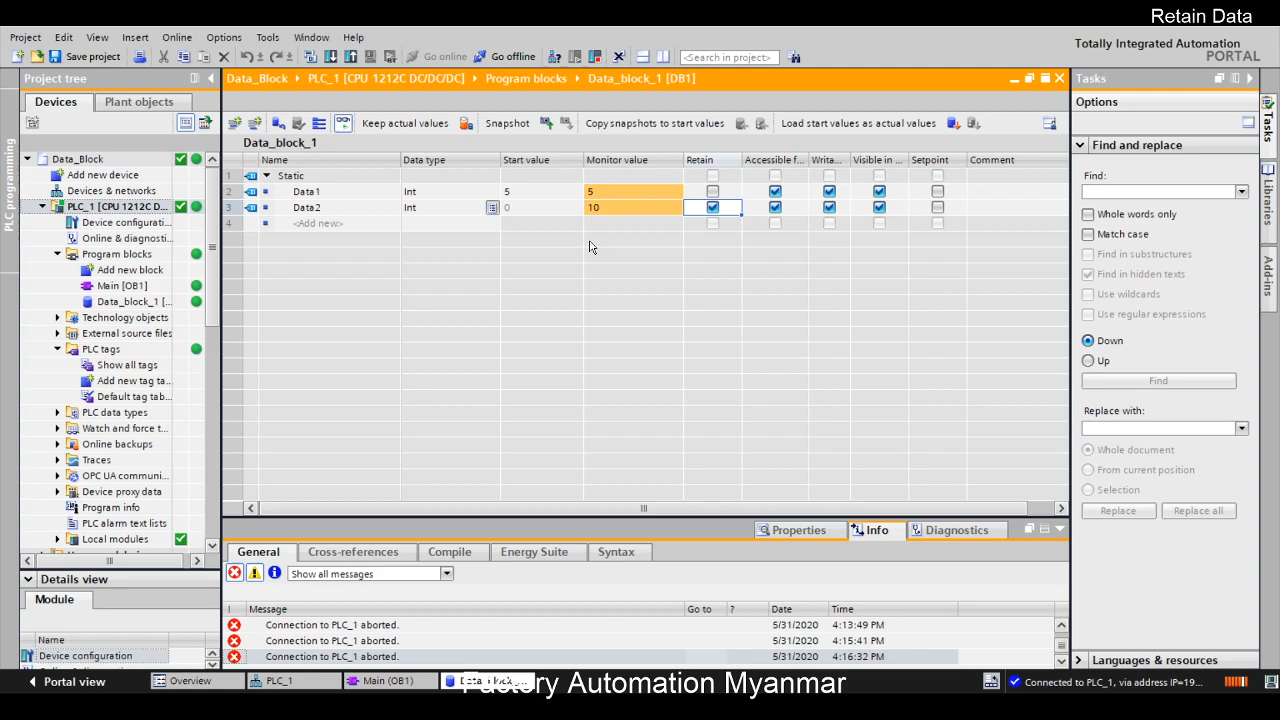 Retain Data
Project Edit View Insert Online Options Tools Window Help
Totally Integrated Automation
PORTAL
Save project Go online Go offline <Search in project>
Project tree
Data_Block PLC_1 [CPU 1212C DC/DC/DC] Program blocks Data_block_1 [DB1]
Tasks
Devices Plant objects
Options
Keep actual values Snapshot Copy snapshots to start values Load start values as actual values
Data_block_1
Name Data type Start value Monitor value Retain Accessible f... Writa... Visible in ... Setpoint Comment
1 Static
2 Data1 Int 5 5
3 Data2 Int 0 10
4 <Add new>
PLC programming
Data_Block
Add new device
Devices & networks
PLC_1 [CPU 1212C D...
Device configurati...
Online & diagnosti...
Program blocks
Add new block
Main [OB1]
Data_block_1 [...
Technology objects
External source files
PLC tags
Show all tags
Add new tag ta...
Default tag tab...
PLC data types
Watch and force t...
Online backups
Traces
OPC UA communi...
Device proxy data
Program info
PLC alarm text lists
Local modules
Details view
Module
Name
Device configuration
Find and replace
Find:
Whole words only
Match case
Find in substructures
Find in hidden texts
Use wildcards
Use regular expressions
Down
Up
Find
Replace with:
Whole document
From current position
Selection
Replace Replace all
Languages & resources
Tasks
Libraries
Add-ins
Properties Info Diagnostics
General Cross-references Compile Energy Suite Syntax
Show all messages
! Message Go to ? Date Time
Connection to PLC_1 aborted. 5/31/2020 4:13:49 PM
Connection to PLC_1 aborted. 5/31/2020 4:15:41 PM
Connection to PLC_1 aborted. 5/31/2020 4:16:32 PM
Portal view Overview PLC_1 Main (OB1)
Connected to PLC_1, via address IP=19...
Factory Automation Myanmar